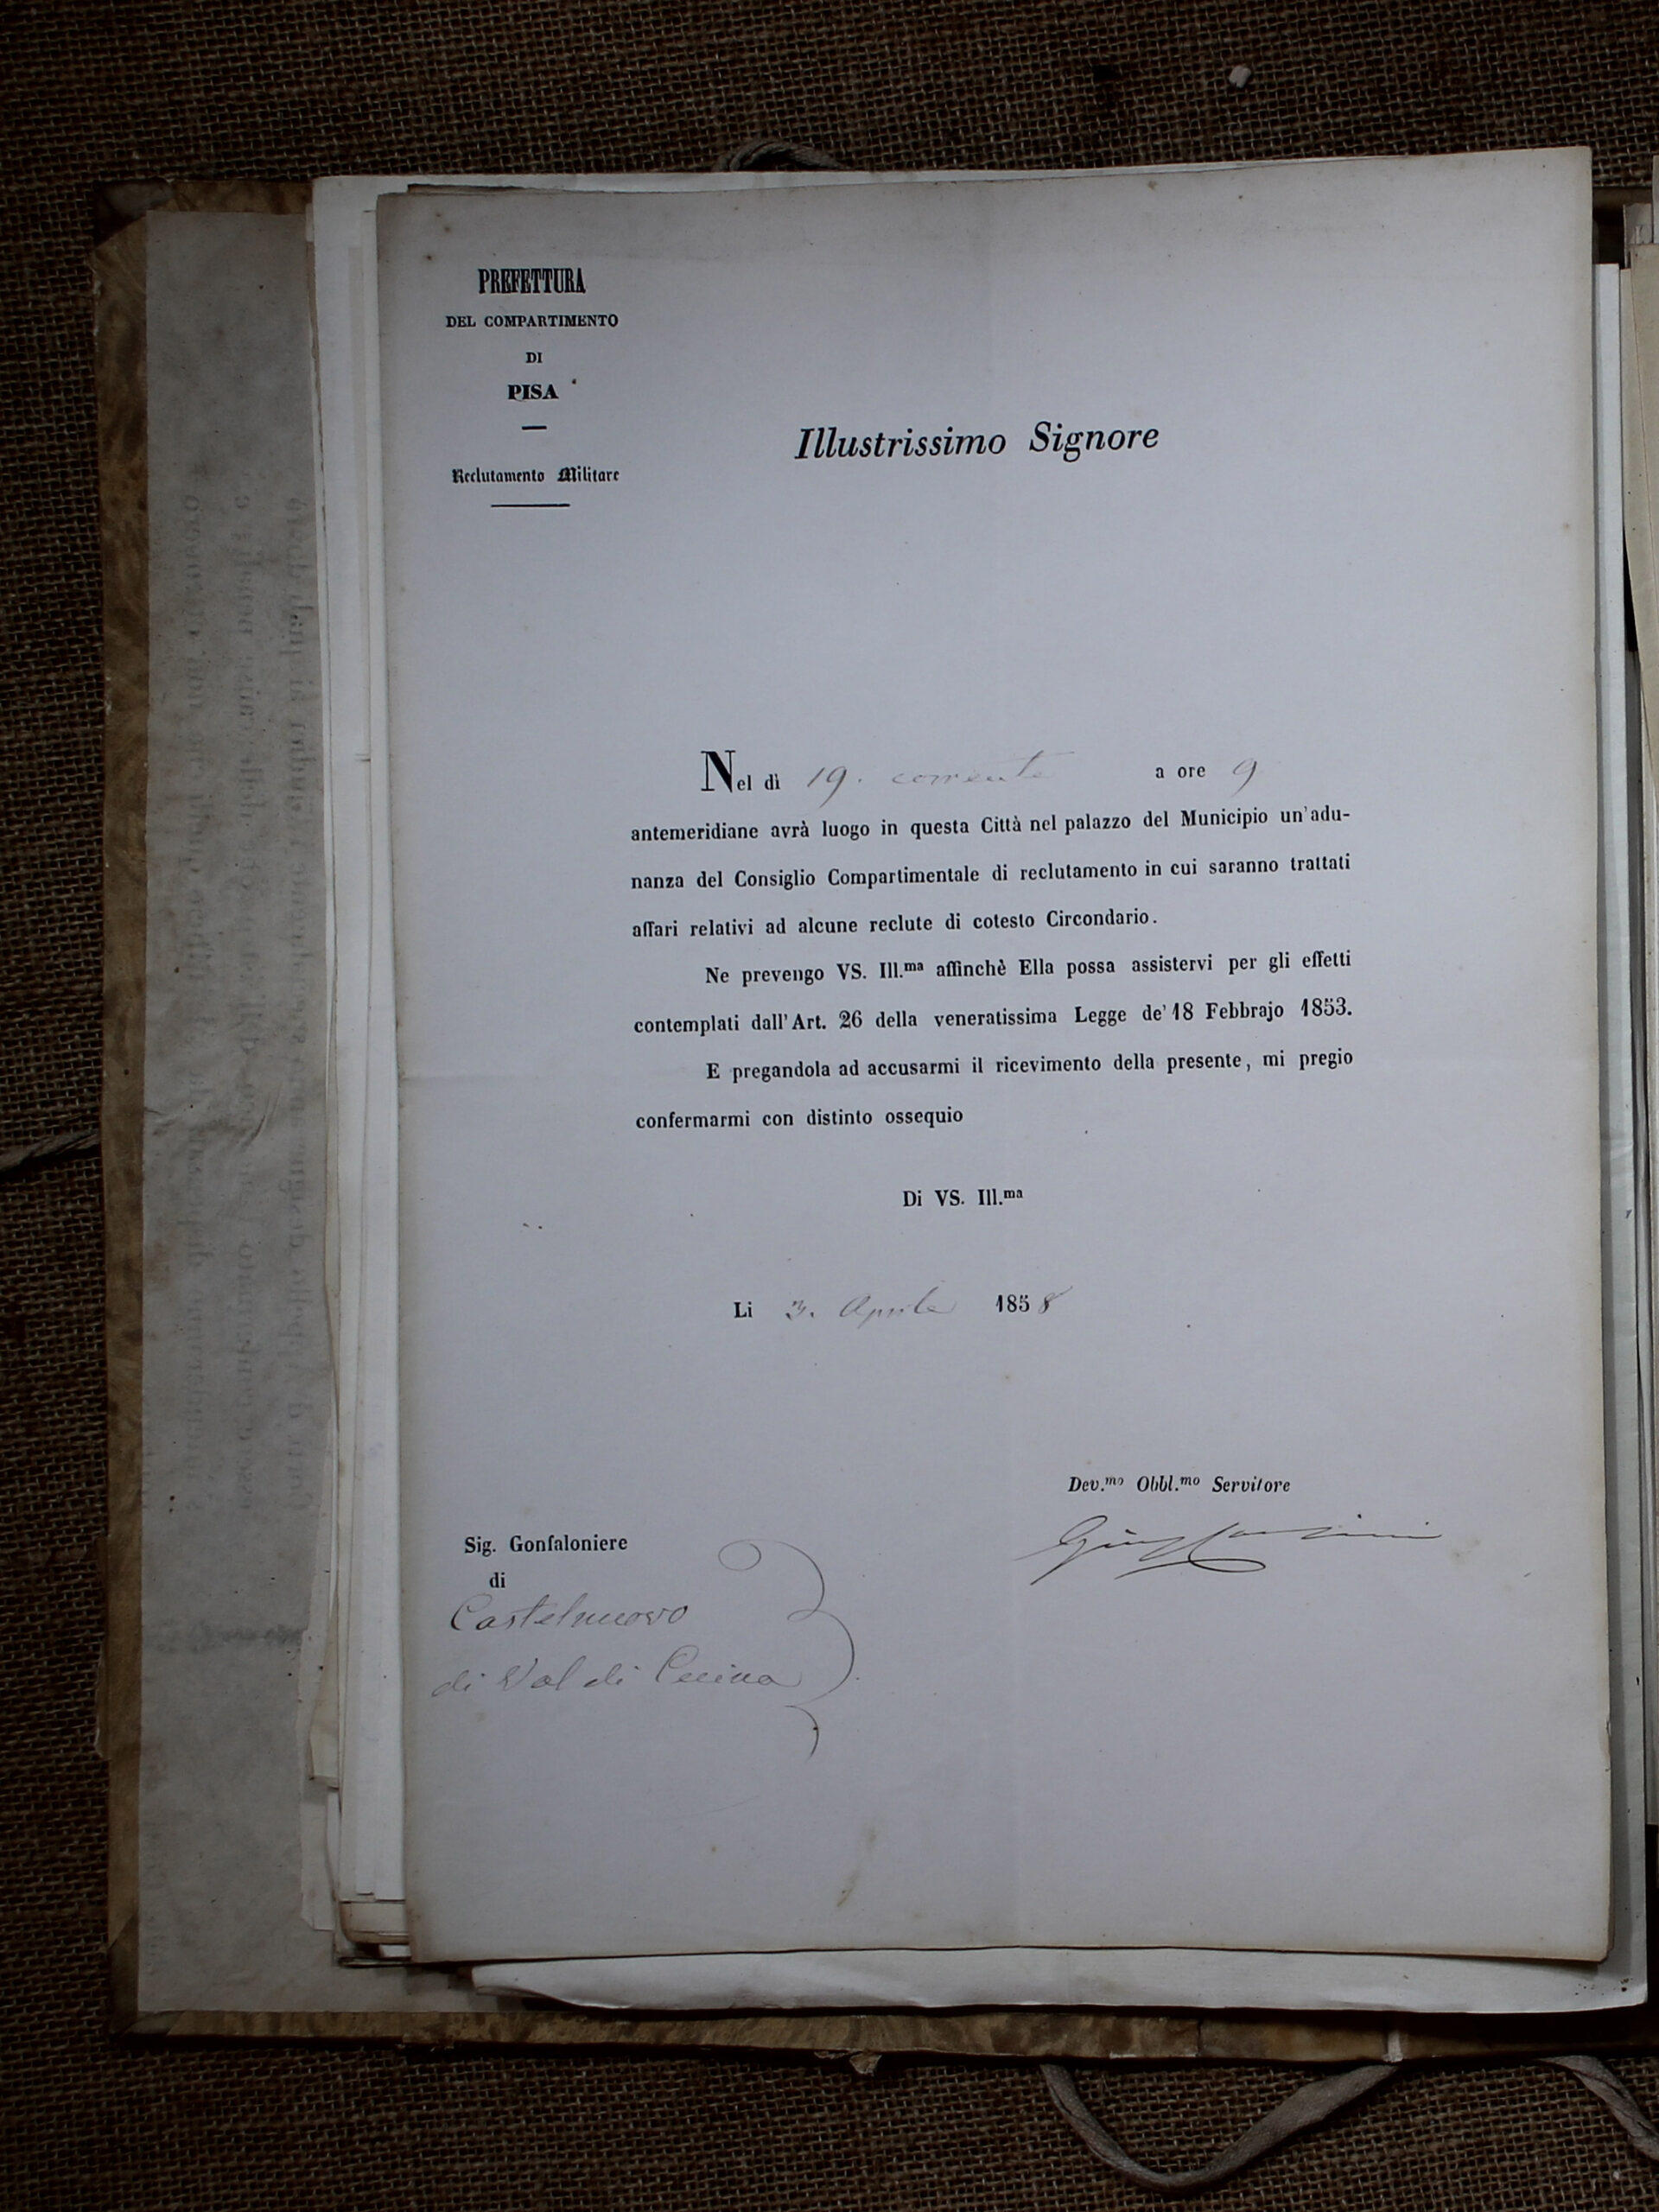 PREFETTURA
DEL COMPARTIMENTO
DI
PISA
Reclutamento Militare
Illustrissimo Signore
Nel dì 19. corrente a ore 9
antemeridiane avrà luogo in questa Città nel palazzo del Municipio un'adu-
nanza del Consiglio Compartimentale di reclutamento in cui saranno trattati
affari relativi ad alcune reclute di cotesto Circondario.
Ne prevengo VS. Ill.ma affinchè Ella possa assistervi per gli effetti
contemplati dall'Art. 26 della veneratissima Legge de' 18 Febbrajo 1853.
E pregandola ad accusarmi il ricevimento della presente, mi pregio
confermarmi con distinto ossequio
Di VS. Ill.ma
Li 3. Aprile 1858
Dev.mo Obbl.mo Servitore
Sig. Gonfaloniere
di
Castelnuovo
di Val di Cecina